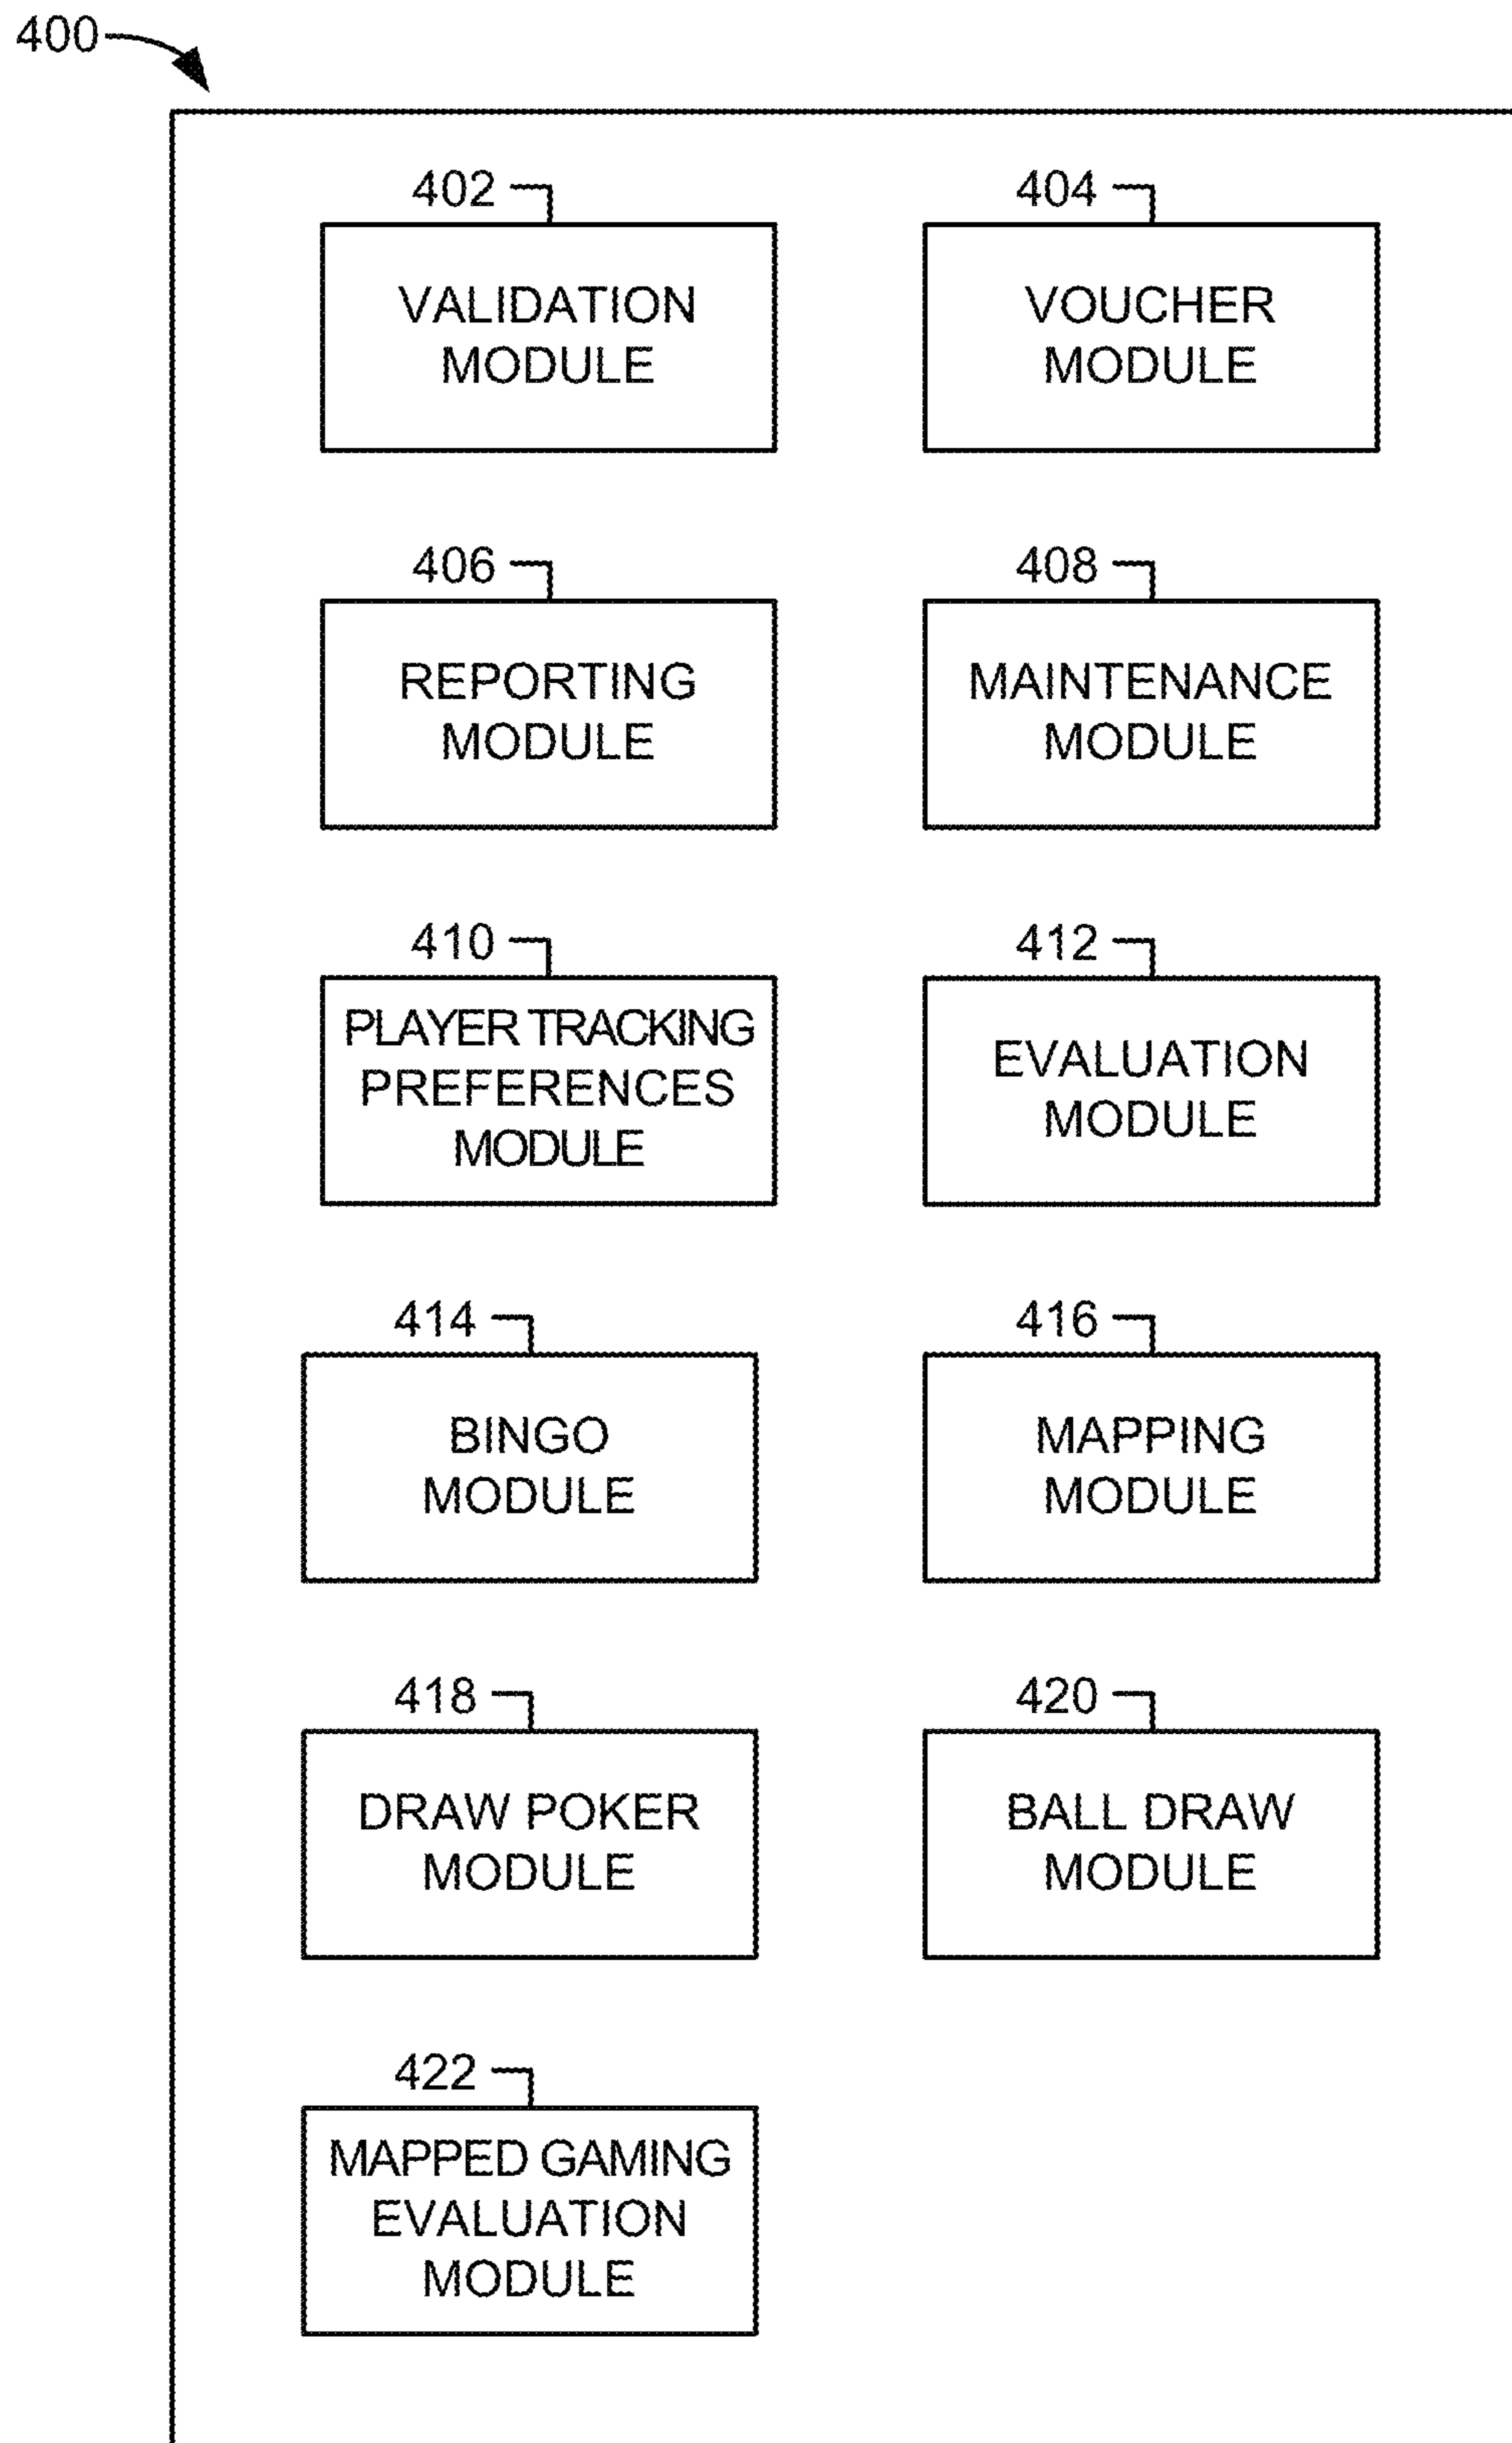 400
402
VALIDATION
MODULE
404
VOUCHER
MODULE
406
REPORTING
MODULE
408
MAINTENANCE
MODULE
410
PLAYER TRACKING
PREFERENCES
MODULE
412
EVALUATION
MODULE
414
BINGO
MODULE
416
MAPPING
MODULE
418
DRAW POKER
MODULE
420
BALL DRAW
MODULE
422
MAPPED GAMING
EVALUATION
MODULE